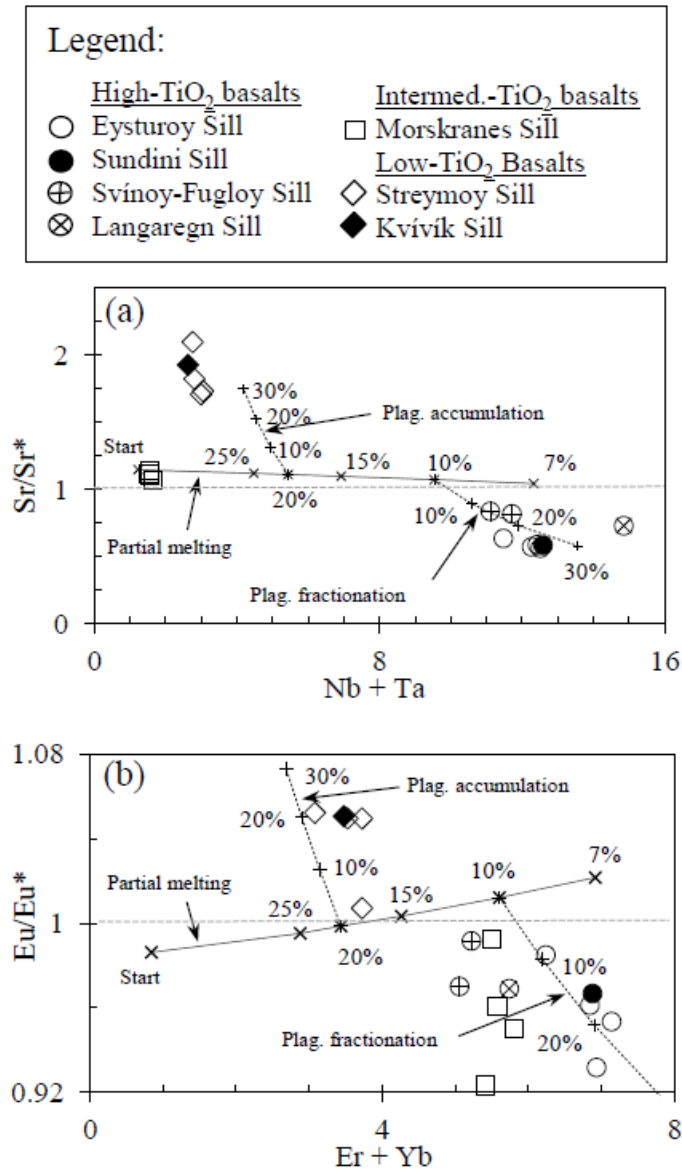 Legend:
High-TiO₂ basalts
Eysturoy Sill
Sundini Sill
Svínoy-Fugloy Sill
Langaregn Sill
Intermed.-TiO₂ basalts
Morskranes Sill
Low-TiO₂ Basalts
Streymoy Sill
Kvívík Sill
(a)
Sr/Sr*
2
1
0
30%
20%
10%
Plag. accumulation
Start
25%
20%
15%
10%
7%
Partial melting
10%
20%
30%
Plag. fractionation
0
8
16
Nb + Ta
(b)
Eu/Eu*
1.08
1
0.92
30%
20%
10%
Plag. accumulation
Partial melting
Start
25%
20%
15%
10%
7%
10%
20%
Plag. fractionation
0
4
8
Er + Yb